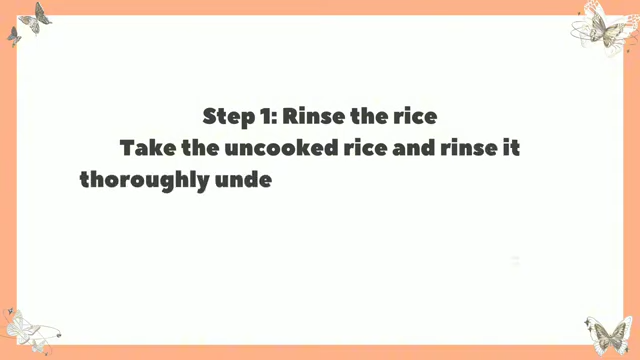 Step 1: Rinse the rice
Take the uncooked rice and rinse it
thoroughly unde